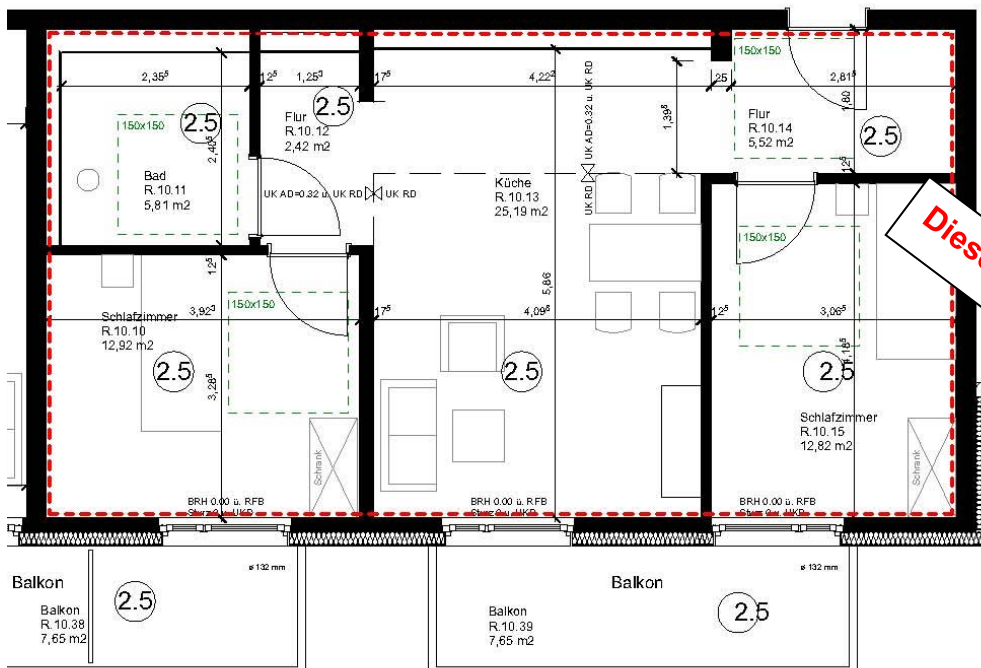 150x150
2,35⁵
12⁵
1,25³
17⁵
4,22²
25
2,81⁵
1,80
2.5
2.5
Flur
R.10.12
2,42 m2
150x150
2,40⁵
Bad
R.10.11
5,81 m2
UK AD=0.32 u. UK RD
UK RD
1,39⁸
UK AD=0.32 u. UK RD
UK RD
Flur
R.10.14
5,52 m2
2.5
12⁵
Küche
R.10.13
25,19 m2
Diese
12⁵
150x150
150x150
3,92³
17⁵
5,86
4,09⁵
12⁵
3,06⁵
4,18⁵
Schlafzimmer
R.10.10
12,92 m2
2.5
3,28⁵
2.5
2.5
Schlafzimmer
R.10.15
12,82 m2
Schrank
Schrank
BRH 0.00 ü. RFB
BRH 0.00 ü. RFB
BRH 0.00 ü. RFB
ø 132 mm
ø 132 mm
Balkon
Balkon
R.10.38
7,65 m2
2.5
Balkon
Balkon
R.10.39
7,65 m2
2.5